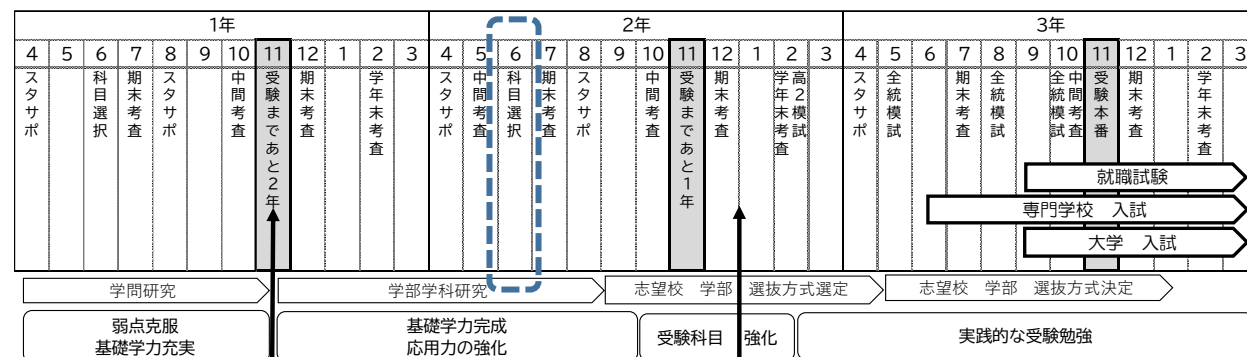 1年 2年 3年
4 5 6 7 8 9 10 11 12 1 2 3 4 5 6 7 8 9 10 11 12 1 2 3 4 5 6 7 8 9 10 11 12 1 2 3
スタサポ
科目選択
期末考査
スタサポ
中間考査
受験まであと2年
期末考査
学年末考査
スタサポ
中間考査
科目選択
期末考査
スタサポ
中間考査
受験まであと1年
期末考査
高2模試
学年末考査
スタサポ
全統模試
期末考査
全統模試
中間考査
全統模試
受験本番
期末考査
学年末考査
就職試験
専門学校 入試
大学 入試
学問研究
学部学科研究
志望校 学部 選抜方式選定
志望校 学部 選抜方式決定
弱点克服
基礎学力充実
基礎学力完成
応用力の強化
受験科目 強化
実践的な受験勉強